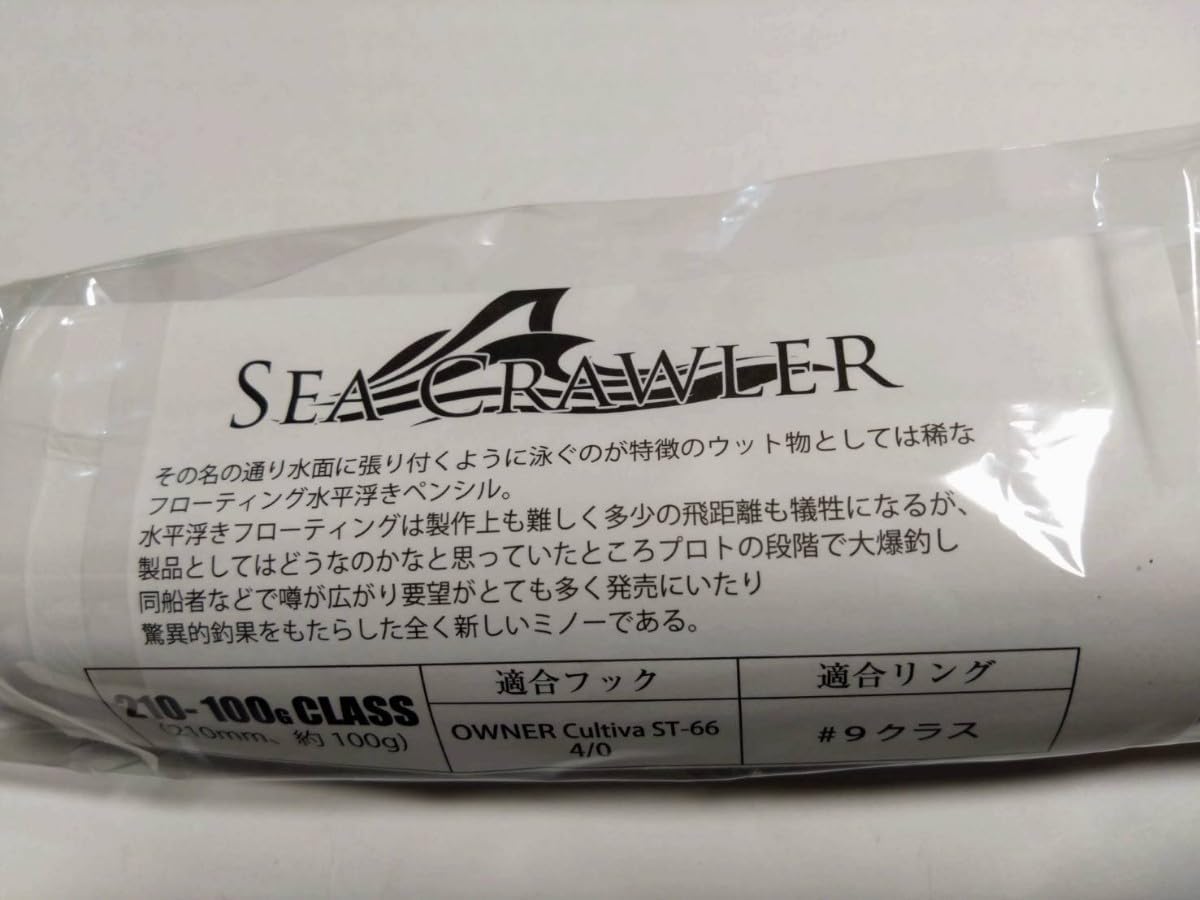 SEA CRAWLER
その名の通り水面に張り付くように泳ぐのが特徴のウット物としては稀な
フローティング水平浮きペンシル。
水平浮きフローティングは製作上も難しく多少の飛距離も犠牲になるが、
製品としてはどうなのかなと思っていたところプロトの段階で大爆釣し
同船者などで噂が広がり要望がとても多く発売にいたり
驚異的釣果をもたらした全く新しいミノーである。
210-100G CLASS
(210mm、約100g)
適合フック
OWNER Cultiva ST-66
4/0
適合リング
#9クラス